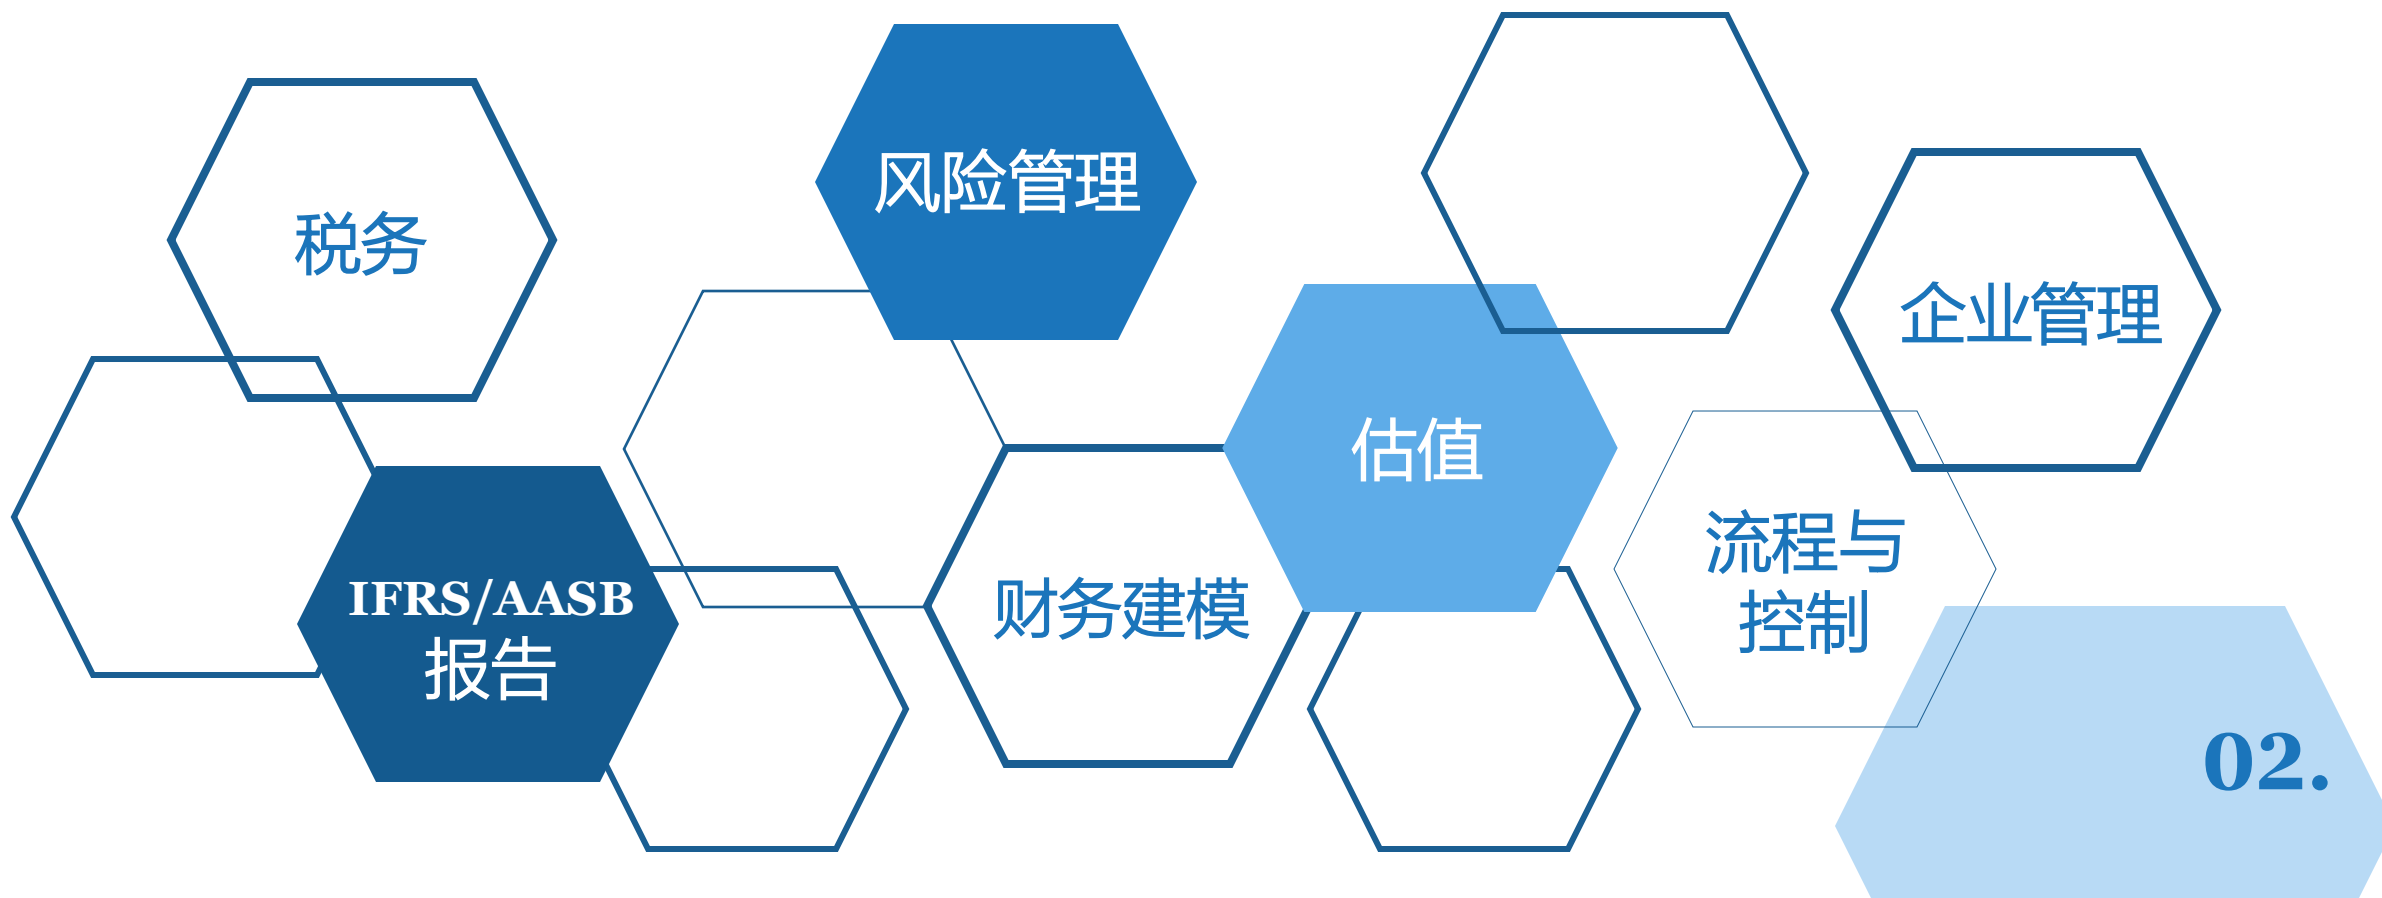 税务
风险管理
企业管理
估值
流程与
控制
IFRS/AASB
报告
财务建模
02.